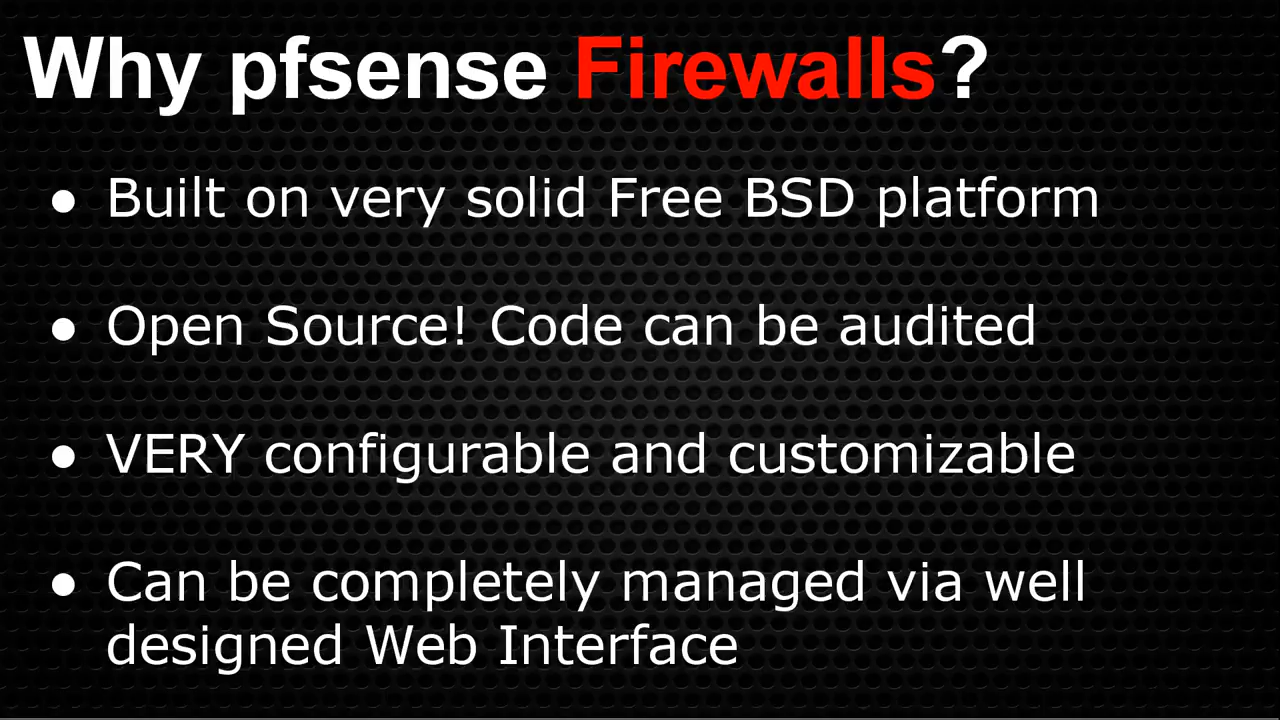 Why pfsense Firewalls?
● Built on very solid Free BSD platform
● Open Source! Code can be audited
● VERY configurable and customizable
● Can be completely managed via well
designed Web Interface